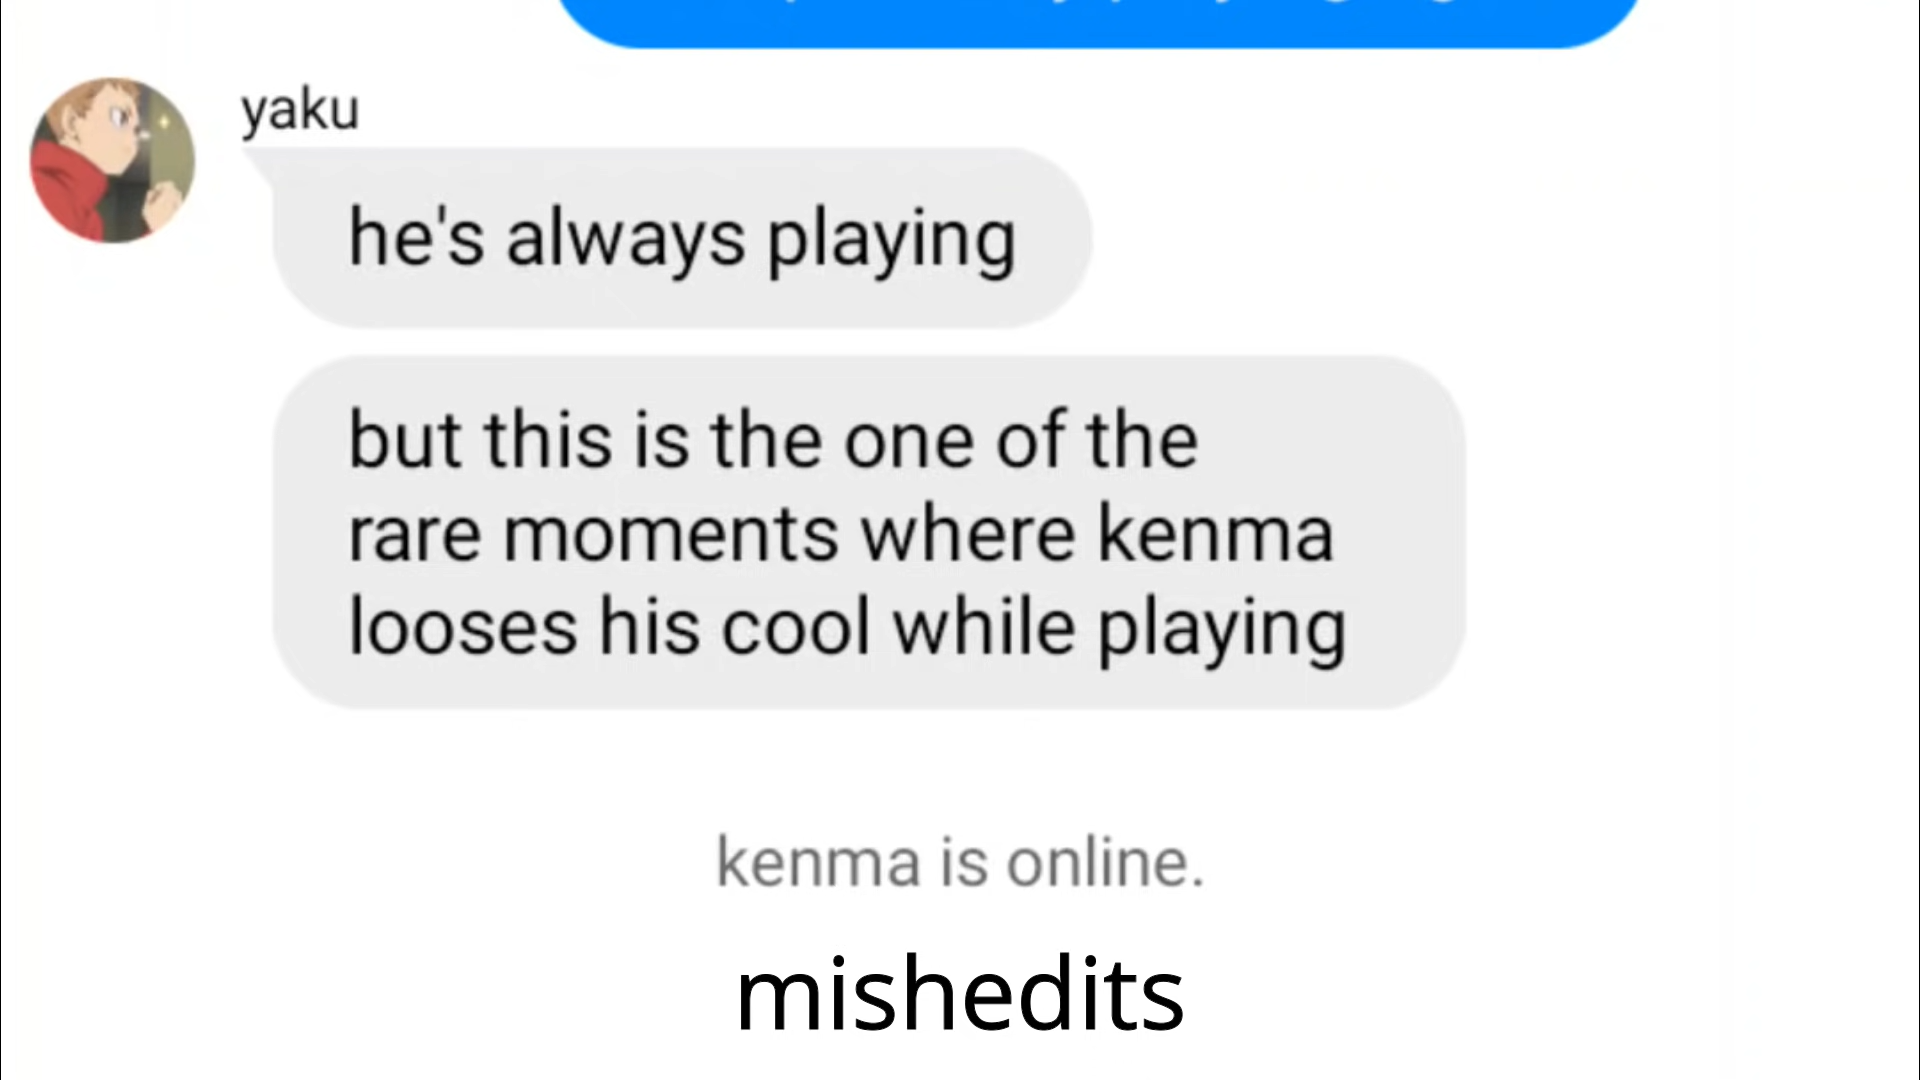 yaku
he's always playing
but this is the one of the
rare moments where kenma
looses his cool while playing
kenma is online.
mishedits